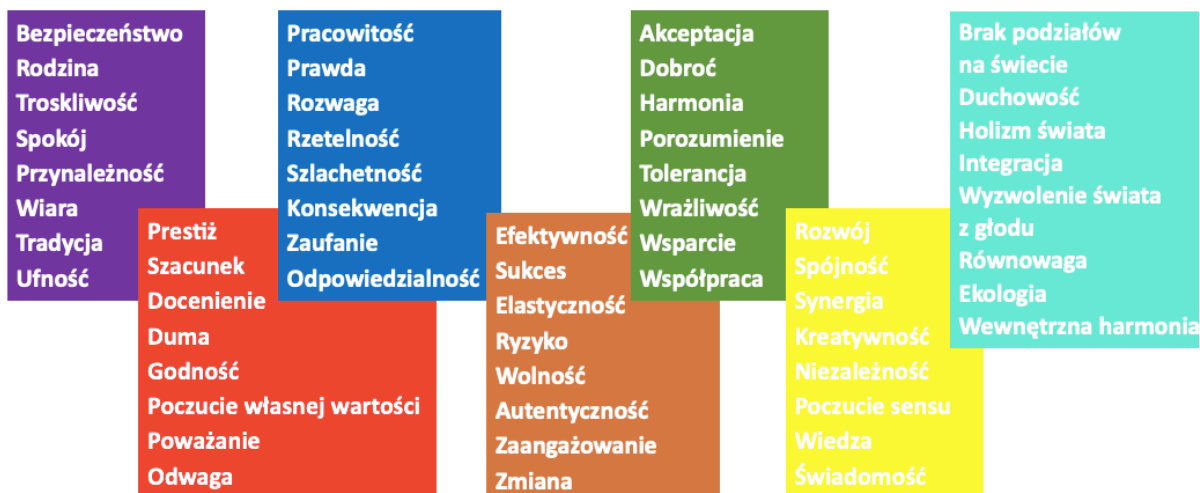 Bezpieczeństwo
Rodzina
Troskliwość
Spokój
Przynależność
Wiara
Tradycja
Ufność
Prestiż
Szacunek
Docenienie
Duma
Godność
Poczucie własnej wartości
Poważanie
Odwaga
Pracowitość
Prawda
Rozwaga
Rzetelność
Szlachetność
Konsekwencja
Zaufanie
Odpowiedzialność
Efektywność
Sukces
Elastyczność
Ryzyko
Wolność
Autentyczność
Zaangażowanie
Zmiana
Akceptacja
Dobroć
Harmonia
Porozumienie
Tolerancja
Wrażliwość
Wsparcie
Współpraca
Rozwój
Spójność
Synergia
Kreatywność
Niezależność
Poczucie sensu
Wiedza
Świadomość
Brak podziałów
na świecie
Duchowość
Holizm świata
Integracja
Wyzwolenie świata
z głodu
Równowaga
Ekologia
Wewnętrzna harmonia